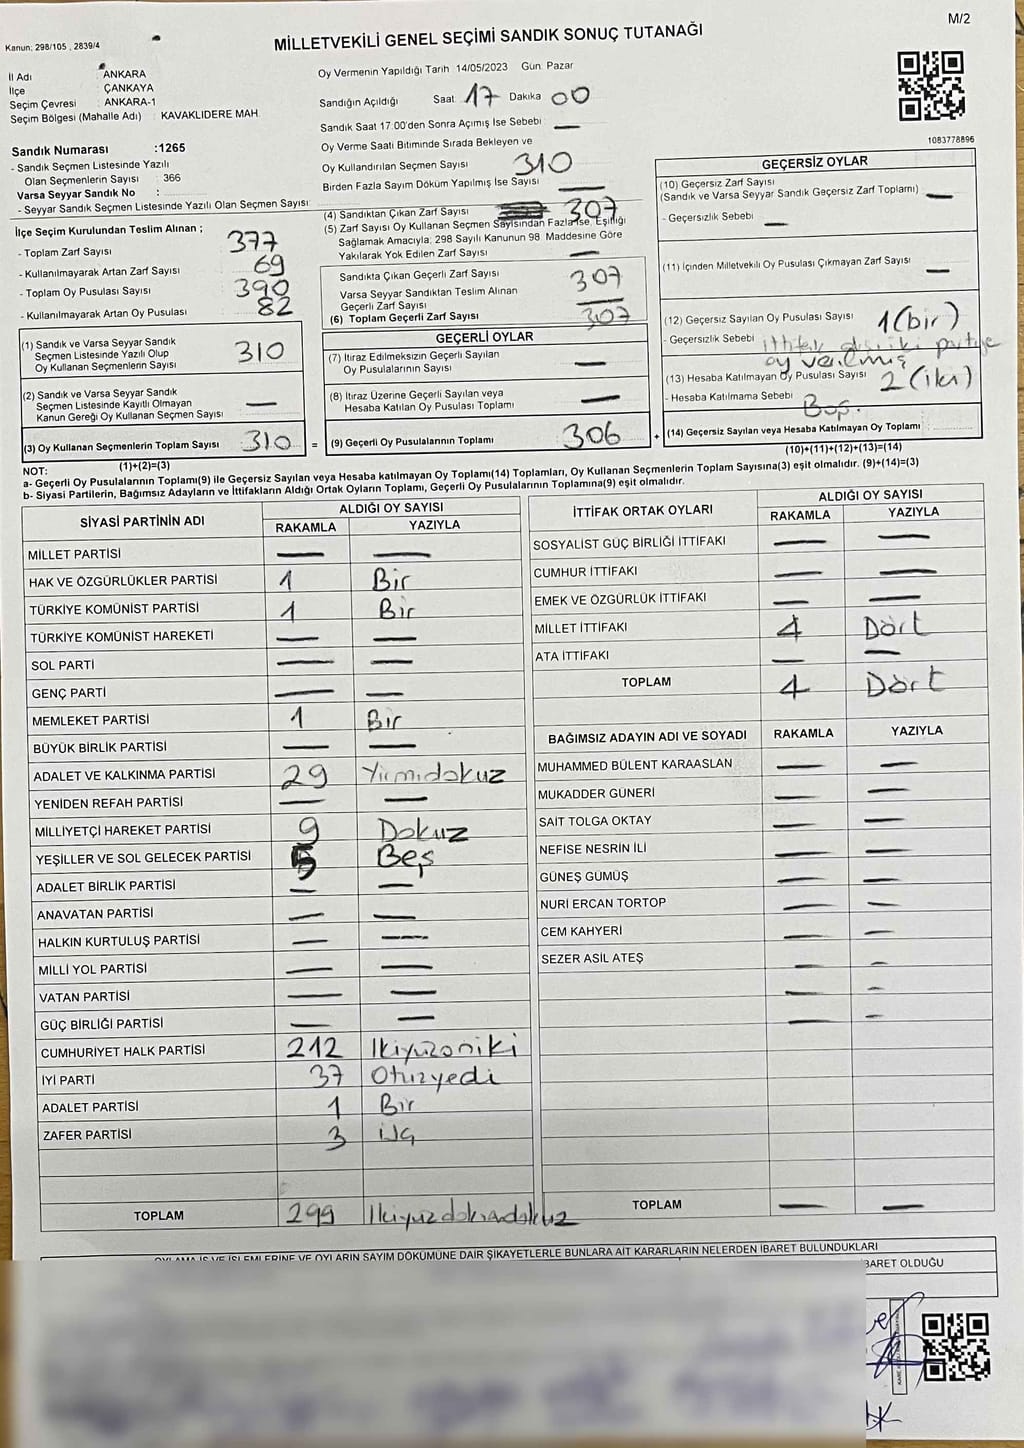 M/2
Kanun; 298/105 , 2839/4
MİLLETVEKİLİ GENEL SEÇİMİ SANDIK SONUÇ TUTANAĞI
İl Adı : ANKARA
İlçe : ÇANKAYA
Seçim Çevresi : ANKARA-1
Seçim Bölgesi (Mahalle Adı) : KAVAKLIDERE MAH
Sandık Numarası :1265
- Sandık Seçmen Listesinde Yazılı
Olan Seçmenlerin Sayısı : 366
Varsa Seyyar Sandık No :
- Seyyar Sandık Seçmen Listesinde Yazılı Olan Seçmen Sayısı:
İlçe Seçim Kurulundan Teslim Alınan ;
- Toplam Zarf Sayısı 377
- Kullanılmayarak Artan Zarf Sayısı 69
- Toplam Oy Pusulası Sayısı 390
- Kullanılmayarak Artan Oy Pusulası 82
(1) Sandık ve Varsa Seyyar Sandık
Seçmen Listesinde Yazılı Olup
Oy Kullanan Seçmenlerin Sayısı 310
(2) Sandık ve Varsa Seyyar Sandık
Seçmen Listesinde Kayıtlı Olmayan
Kanun Gereği Oy Kullanan Seçmen Sayısı —
(3) Oy Kullanan Seçmenlerin Toplam Sayısı 310 =
(1)+(2)=(3)
Oy Vermenin Yapıldığı Tarih 14/05/2023 Gün: Pazar
Sandığın Açıldığı Saat 17 Dakika 00
Sandık Saat 17:00'den Sonra Açımış İse Sebebi —
Oy Verme Saati Bitiminde Sırada Bekleyen ve
Oy Kullandırılan Seçmen Sayısı 310
Birden Fazla Sayım Döküm Yapılmış İse Sayısı —
(4) Sandıktan Çıkan Zarf Sayısı 307
(5) Zarf Sayısı Oy Kullanan Seçmen Sayısından Fazla ise, Eşitliği
Sağlamak Amacıyla; 298 Sayılı Kanunun 98. Maddesine Göre
Yakılarak Yok Edilen Zarf Sayısı —
Sandıkta Çıkan Geçerli Zarf Sayısı 307
Varsa Seyyar Sandıktan Teslim Alınan
Geçerli Zarf Sayısı —
(6) Toplam Geçerli Zarf Sayısı 307
GEÇERLİ OYLAR
(7) İtiraz Edilmeksizin Geçerli Sayılan
Oy Pusulalarının Sayısı —
(8) İtiraz Üzerine Geçerli Sayılan veya
Hesaba Katılan Oy Pusulası Toplamı —
(9) Geçerli Oy Pusulalarının Toplamı 306 +
1083778896
GEÇERSİZ OYLAR
(10) Geçersiz Zarf Sayısı
(Sandık ve Varsa Seyyar Sandık Geçersiz Zarf Toplamı) —
- Geçersizlik Sebebi —
(11) İçinden Milletvekili Oy Pusulası Çıkmayan Zarf Sayısı —
(12) Geçersiz Sayılan Oy Pusulası Sayısı 1 (bir)
- Geçersizlik Sebebi ittifak dışı iki partiye
oy verilmiş
(13) Hesaba Katılmayan Oy Pusulası Sayısı 2 (iki)
- Hesaba Katılmama Sebebi Boş.
(14) Geçersiz Sayılan veya Hesaba Katılmayan Oy Toplamı
(10)+(11)+(12)+(13)=(14)
NOT:
a- Geçerli Oy Pusulalarının Toplamı(9) ile Geçersiz Sayılan veya Hesaba katılmayan Oy Toplamı(14) Toplamları, Oy Kullanan Seçmenlerin Toplam Sayısına(3) eşit olmalıdır. (9)+(14)=(3)
b- Siyasi Partilerin, Bağımsız Adayların ve İttifakların Aldığı Ortak Oyların Toplamı, Geçerli Oy Pusulalarının Toplamına(9) eşit olmalıdır.
SİYASİ PARTİNİN ADI ALDIĞI OY SAYISI
RAKAMLA YAZIYLA
MİLLET PARTİSİ — —
HAK VE ÖZGÜRLÜKLER PARTİSİ 1 Bir
TÜRKİYE KOMÜNİST PARTİSİ 1 Bir
TÜRKİYE KOMÜNİST HAREKETİ — —
SOL PARTİ — —
GENÇ PARTİ — —
MEMLEKET PARTİSİ 1 Bir
BÜYÜK BİRLİK PARTİSİ — —
ADALET VE KALKINMA PARTİSİ 29 Yirmidokuz
YENİDEN REFAH PARTİSİ — —
MİLLİYETÇİ HAREKET PARTİSİ 9 Dokuz
YEŞİLLER VE SOL GELECEK PARTİSİ 5 Beş
ADALET BİRLİK PARTİSİ — —
ANAVATAN PARTİSİ — —
HALKIN KURTULUŞ PARTİSİ — —
MİLLİ YOL PARTİSİ — —
VATAN PARTİSİ — —
GÜÇ BİRLİĞİ PARTİSİ — —
CUMHURİYET HALK PARTİSİ 212 İkiyüzoniki
İYİ PARTİ 37 Otuzyedi
ADALET PARTİSİ 1 Bir
ZAFER PARTİSİ 3 üç
TOPLAM 299 İkiyüzdoksandokuz
İTTİFAK ORTAK OYLARI ALDIĞI OY SAYISI
RAKAMLA YAZIYLA
SOSYALİST GÜÇ BİRLİĞİ İTTİFAKI — —
CUMHUR İTTİFAKI — —
EMEK VE ÖZGÜRLÜK İTTİFAKI — —
MİLLET İTTİFAKI 4 Dört
ATA İTTİFAKI — —
TOPLAM 4 Dört
BAĞIMSIZ ADAYIN ADI VE SOYADI RAKAMLA YAZIYLA
MUHAMMED BÜLENT KARAASLAN — —
MUKADDER GÜNERİ — —
SAİT TOLGA OKTAY — —
NEFİSE NESRİN İLİ — —
GÜNEŞ GÜMÜŞ — —
NURİ ERCAN TORTOP — —
CEM KAHYERİ — —
SEZER ASİL ATEŞ — —
— —
— —
TOPLAM — —
OYLAMA İŞ VE İŞLEMLERİNE VE OYLARIN SAYIM DÖKÜMÜNE DAİR ŞİKAYETLERLE BUNLARA AİT KARARLARIN NELERDEN İBARET BULUNDUKLARI
BARET OLDUĞU